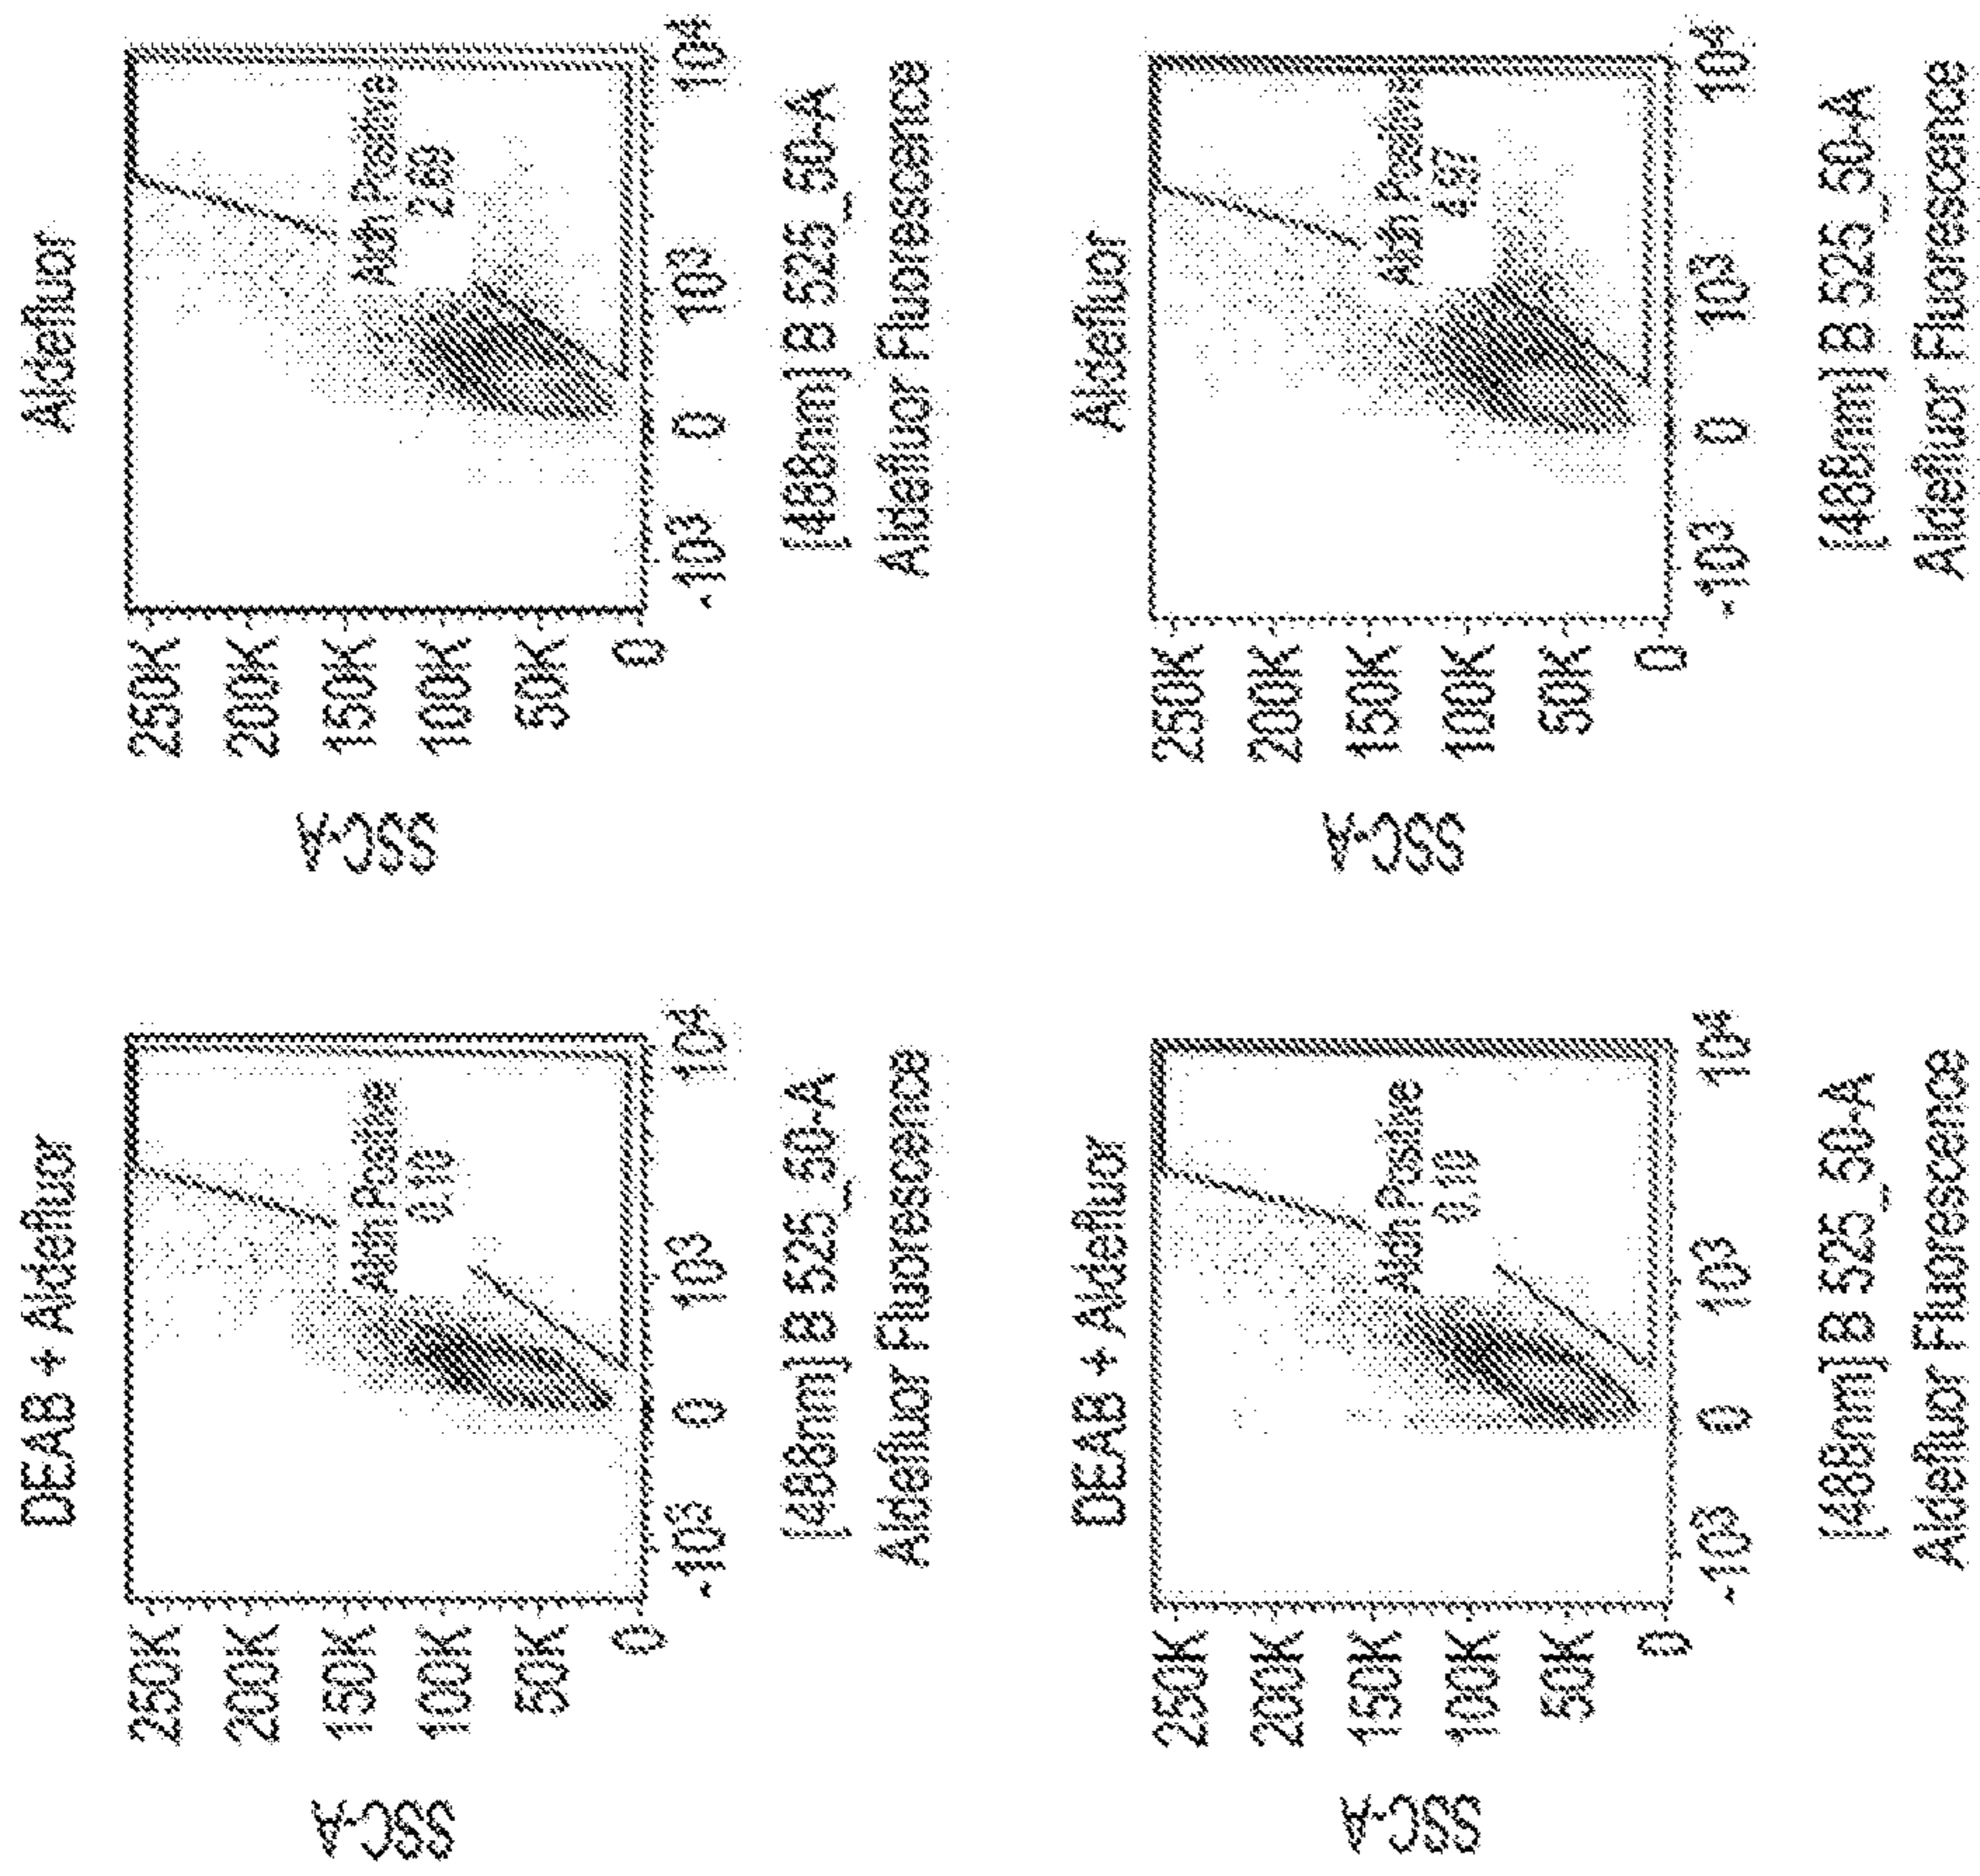 DEAB + Aldefluor
SSC-A
250K
200K
150K
100K
50K
0
Aldh Positive
0.10
-10³ 0 10³ 10⁴
[488nm] B 525_50-A
Aldefluor Fluorescence
Aldefluor
SSC-A
250K
200K
150K
100K
50K
0
Aldh Positive
-10³ 0 10³ 10⁴
[488nm] B 525_50-A
Aldefluor Fluorescence
DEAB + Aldefluor
SSC-A
250K
200K
150K
100K
50K
0
Aldh Positive
0.10
-10³ 0 10³ 10⁴
[488nm] B 525_50-A
Aldefluor Fluorescence
Aldefluor
SSC-A
250K
200K
150K
100K
50K
0
Aldh Positive
4.97
-10³ 0 10³ 10⁴
[488nm] B 525_50-A
Aldefluor Fluorescence